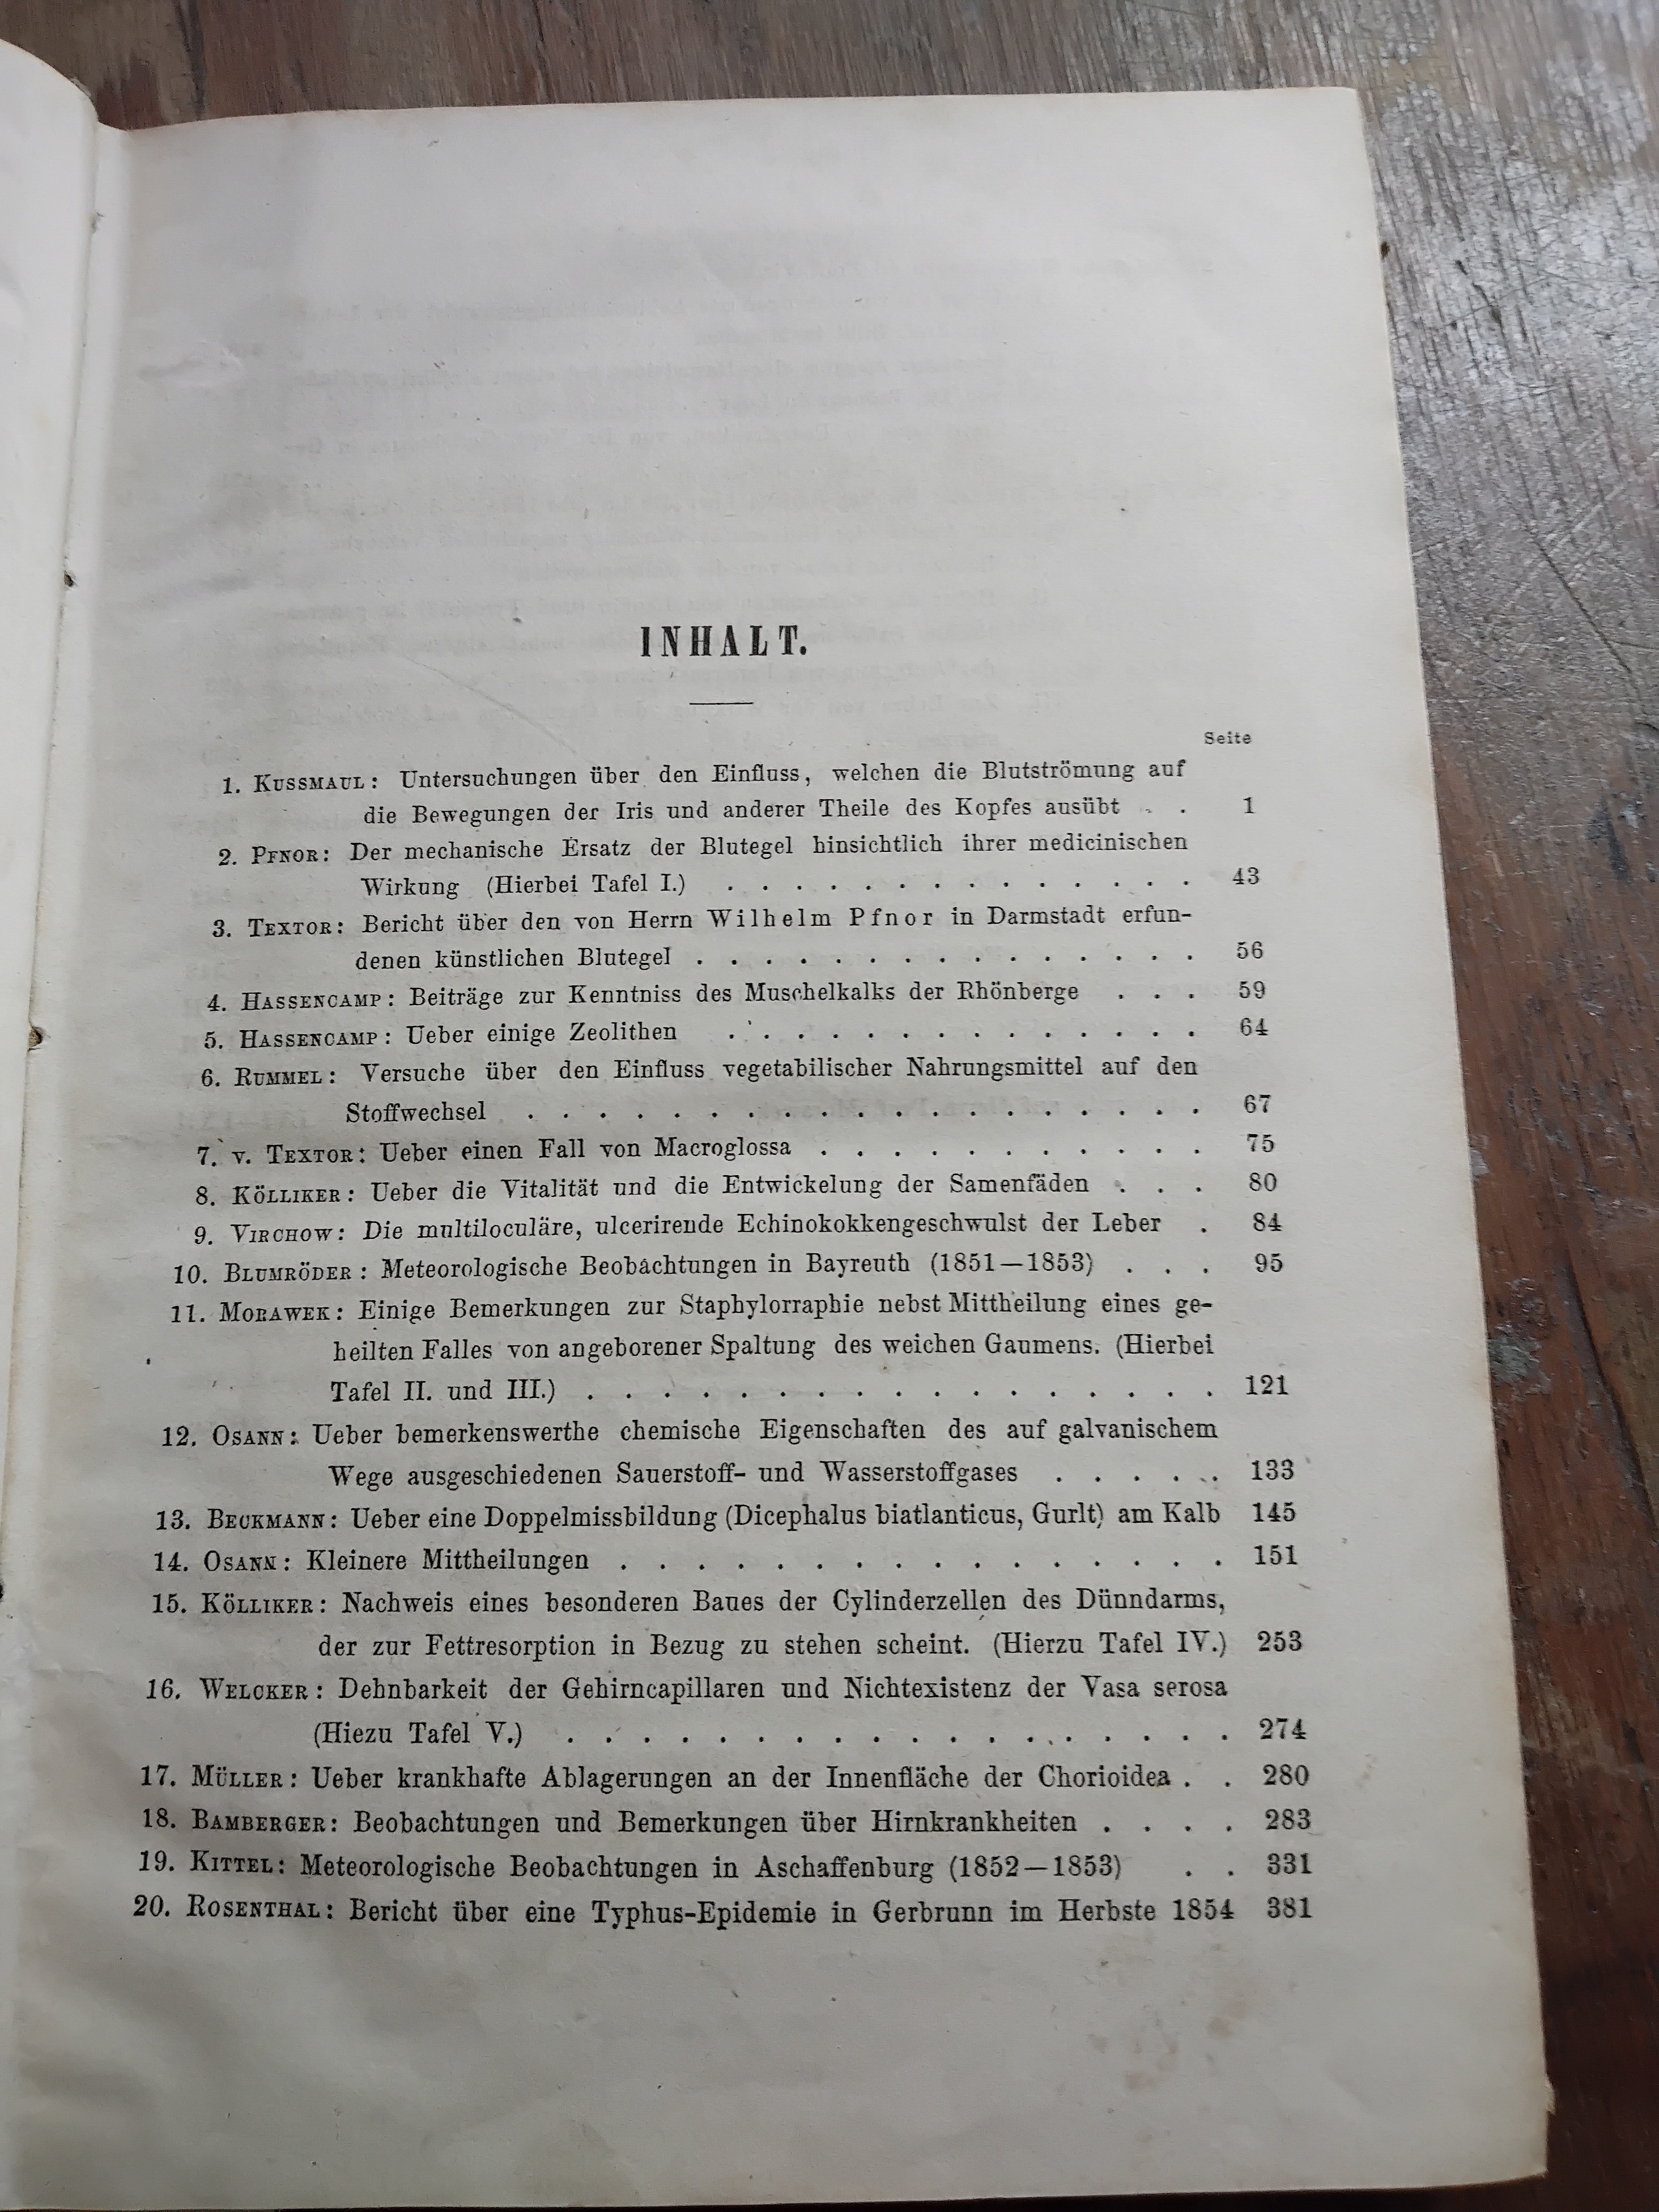 INHALT.
Seite
1. KUSSMAUL: Untersuchungen über den Einfluss, welchen die Blutströmung auf
die Bewegungen der Iris und anderer Theile des Kopfes ausübt . . 1
2. PFNOR: Der mechanische Ersatz der Blutegel hinsichtlich ihrer medicinischen
Wirkung (Hierbei Tafel I.) . . . . . . . . . . . . . . 43
3. TEXTOR: Bericht über den von Herrn Wilhelm Pfnor in Darmstadt erfun-
denen künstlichen Blutegel . . . . . . . . . . . . . . . 56
4. HASSENCAMP: Beiträge zur Kenntniss des Muschelkalks der Rhönberge . . . 59
5. HASSENCAMP: Ueber einige Zeolithen . . . . . . . . . . . . . . 64
6. RUMMEL: Versuche über den Einfluss vegetabilischer Nahrungsmittel auf den
Stoffwechsel . . . . . . . . . . . . . . . . . . . 67
7. v. TEXTOR: Ueber einen Fall von Macroglossa . . . . . . . . . . . . 75
8. KÖLLIKER: Ueber die Vitalität und die Entwickelung der Samenfäden . . . 80
9. VIRCHOW: Die multiloculäre, ulcerirende Echinokokkengeschwulst der Leber . 84
10. BLUMRÖDER: Meteorologische Beobachtungen in Bayreuth (1851—1853) . . . 95
11. MORAWEK: Einige Bemerkungen zur Staphylorraphie nebst Mittheilung eines ge-
heilten Falles von angeborener Spaltung des weichen Gaumens. (Hierbei
Tafel II. und III.) . . . . . . . . . . . . . . . . . 121
12. OSANN: Ueber bemerkenswerthe chemische Eigenschaften des auf galvanischem
Wege ausgeschiedenen Sauerstoff- und Wasserstoffgases . . . . . 133
13. BECKMANN: Ueber eine Doppelmissbildung (Dicephalus biatlanticus, Gurlt) am Kalb 145
14. OSANN: Kleinere Mittheilungen . . . . . . . . . . . . . . . . 151
15. KÖLLIKER: Nachweis eines besonderen Baues der Cylinderzellen des Dünndarms,
der zur Fettresorption in Bezug zu stehen scheint. (Hierzu Tafel IV.) 253
16. WELCKER: Dehnbarkeit der Gehirncapillaren und Nichtexistenz der Vasa serosa
(Hiezu Tafel V.) . . . . . . . . . . . . . . . . . . 274
17. MÜLLER: Ueber krankhafte Ablagerungen an der Innenfläche der Chorioidea . . 280
18. BAMBERGER: Beobachtungen und Bemerkungen über Hirnkrankheiten . . . . 283
19. KITTEL: Meteorologische Beobachtungen in Aschaffenburg (1852—1853) . . 331
20. ROSENTHAL: Bericht über eine Typhus-Epidemie in Gerbrunn im Herbste 1854 381